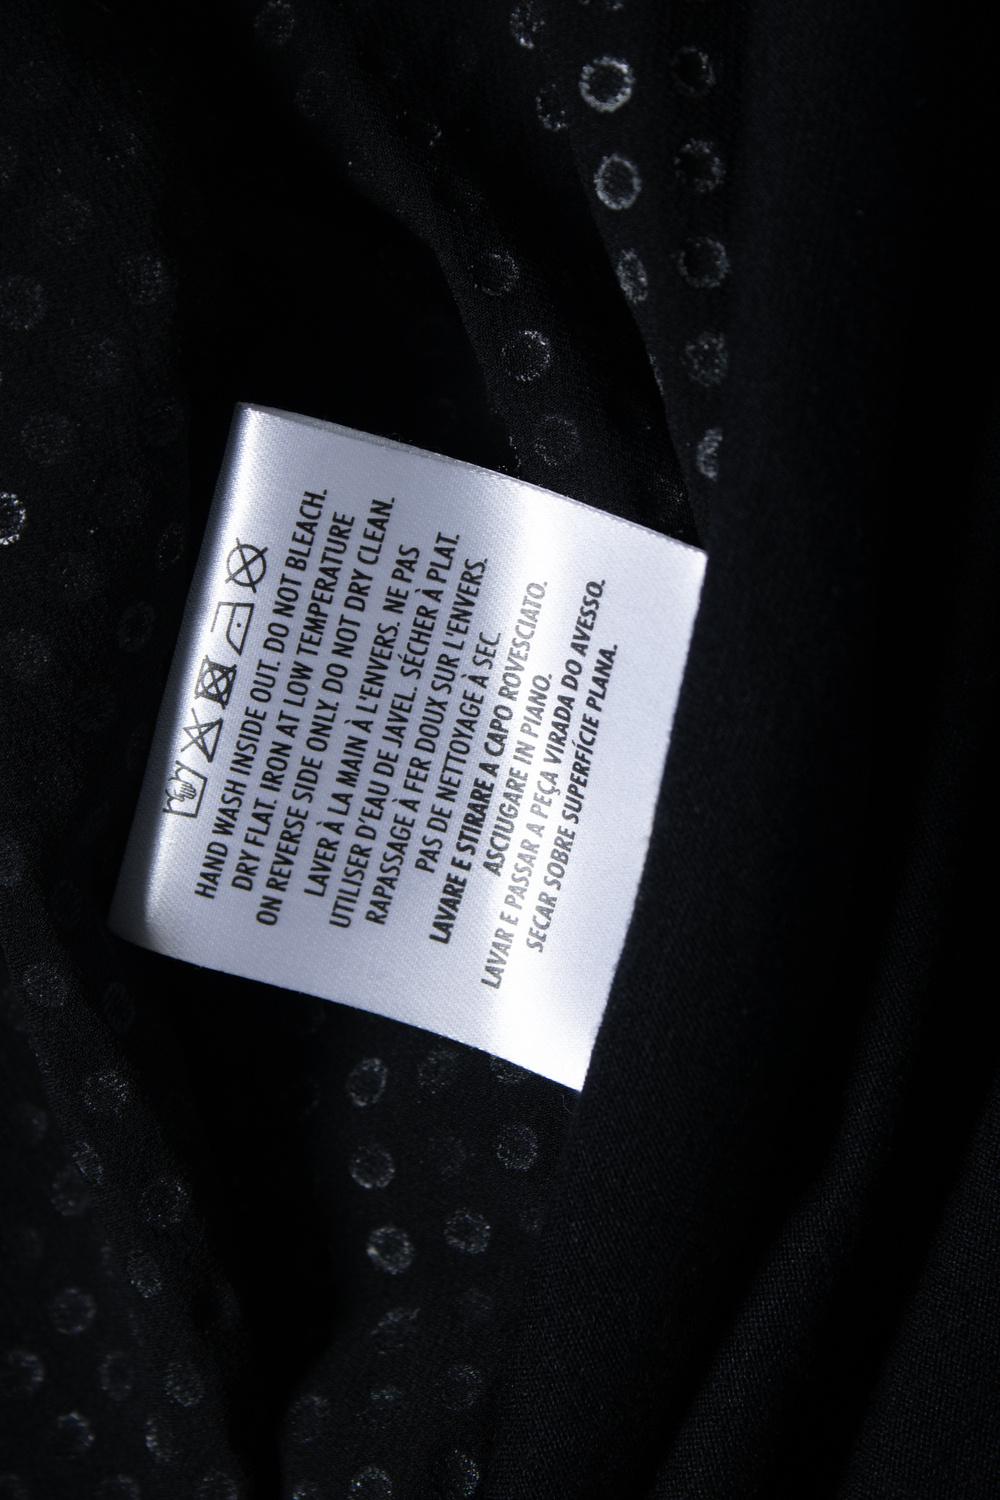 HAND WASH INSIDE OUT. DO NOT BLEACH.
DRY FLAT. IRON AT LOW TEMPERATURE
ON REVERSE SIDE ONLY. DO NOT DRY CLEAN.
LAVER À LA MAIN À L'ENVERS. NE PAS
UTILISER D'EAU DE JAVEL. SÉCHER À PLAT.
RAPASSAGE À FER DOUX SUR L'ENVERS.
PAS DE NETTOYAGE À SEC.
LAVARE E STIRARE A CAPO ROVESCIATO.
ASCIUGARE IN PIANO.
LAVAR E PASSAR A PEÇA VIRADA DO AVESSO.
SECAR SOBRE SUPERFÍCIE PLANA.